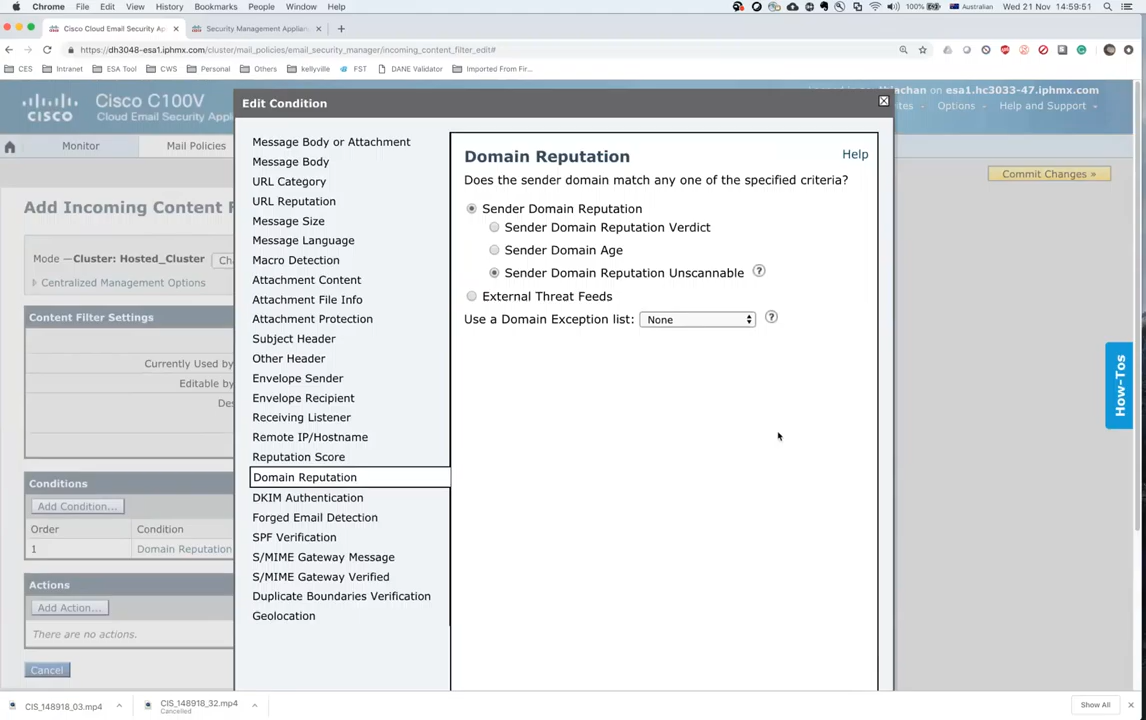 Chrome File Edit View History Bookmarks People Window Help 100% Australian Wed 21 Nov 14:59:51
Cisco Cloud Email Security Ap Security Management Applian
https://dh3048-esa1.iphmx.com/cluster/mail_policies/email_security_manager/incoming_content_filter_edit#
CES Intranet ESA Tool CWS Personal Others kellyville FST DANE Validator Imported From Fir...
Cisco C100V
Cloud Email Security Appl
on esa1.hc3033-47.iphmx.com
Options Help and Support
Monitor Mail Policies
Commit Changes »
Add Incoming Content F
Mode —Cluster: Hosted_Cluster
Centralized Management Options
Content Filter Settings
Currently Used by
Editable by
Des
Conditions
Add Condition...
Order Condition
1 Domain Reputation
Actions
Add Action...
There are no actions.
Cancel
Edit Condition
Message Body or Attachment
Message Body
URL Category
URL Reputation
Message Size
Message Language
Macro Detection
Attachment Content
Attachment File Info
Attachment Protection
Subject Header
Other Header
Envelope Sender
Envelope Recipient
Receiving Listener
Remote IP/Hostname
Reputation Score
Domain Reputation
DKIM Authentication
Forged Email Detection
SPF Verification
S/MIME Gateway Message
S/MIME Gateway Verified
Duplicate Boundaries Verification
Geolocation
Domain Reputation Help
Does the sender domain match any one of the specified criteria?
Sender Domain Reputation
Sender Domain Reputation Verdict
Sender Domain Age
Sender Domain Reputation Unscannable ?
External Threat Feeds
Use a Domain Exception list: None ?
How-Tos
CIS_148918_03.mp4
CIS_148918_32.mp4
Cancelled
Show All